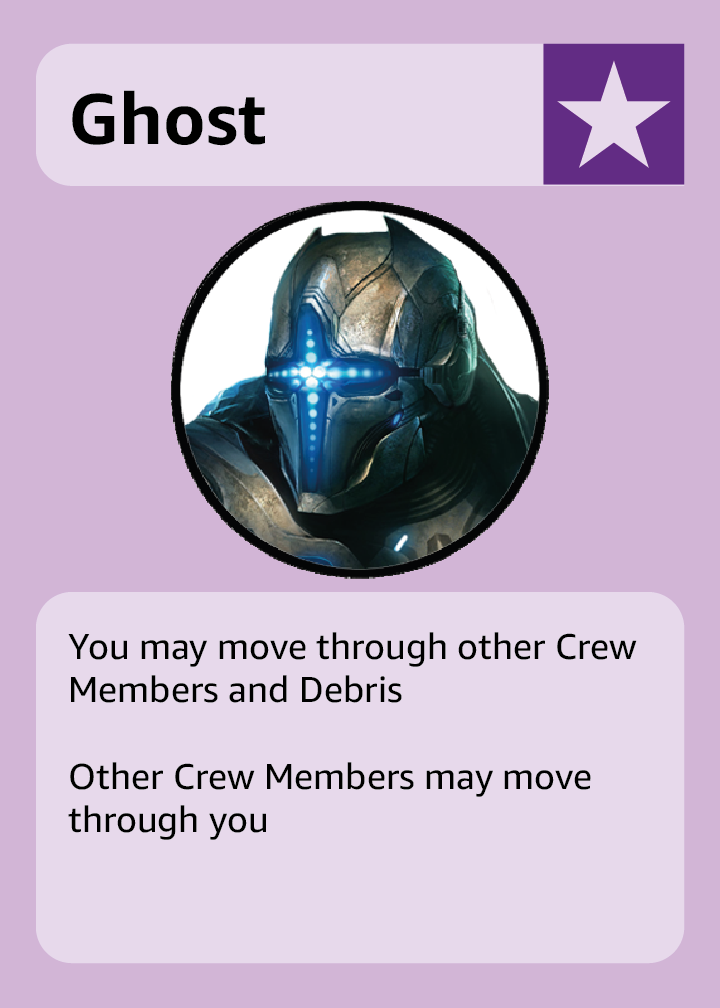 Ghost
You may move through other Crew
Members and Debris
Other Crew Members may move
through you